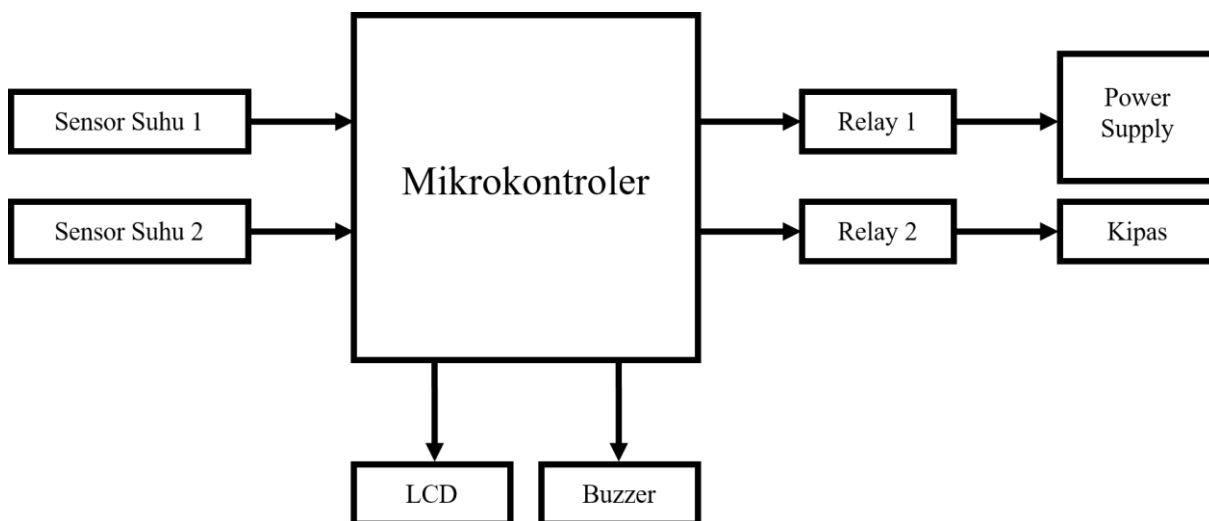 Sensor Suhu 1
Sensor Suhu 2
Mikrokontroler
Relay 1
Relay 2
Power
Supply
Kipas
LCD
Buzzer